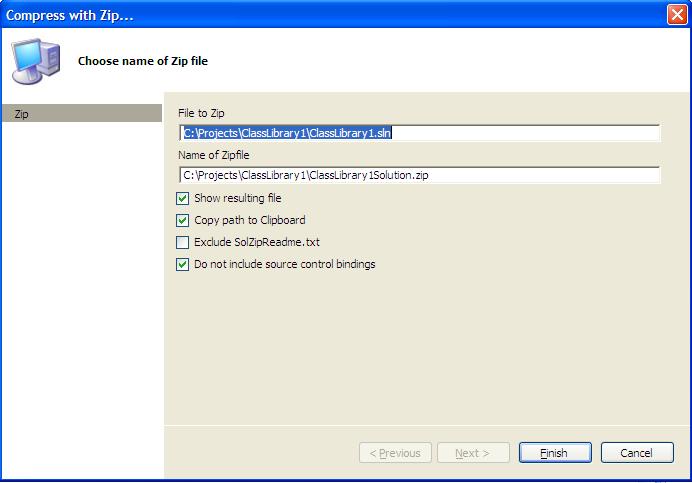 Compress with Zip...
Choose name of Zip file
Zip
File to Zip
C:\Projects\ClassLibrary1\ClassLibrary1.sln
Name of Zipfile
C:\Projects\ClassLibrary1\ClassLibrary1Solution.zip
Show resulting file
Copy path to Clipboard
Exclude SolZipReadme.txt
Do not include source control bindings
< Previous Next > Finish Cancel